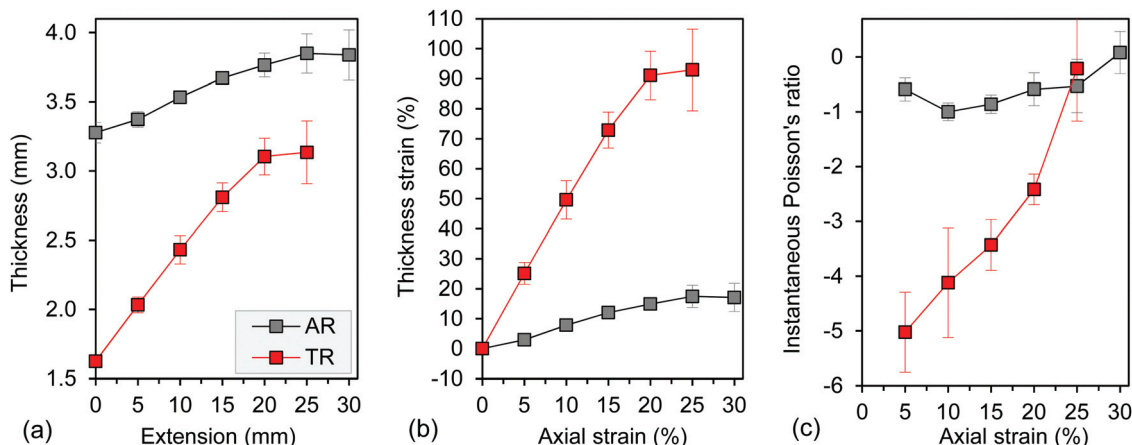 4.0
3.5
3.0
2.5
2.0
1.5
Thickness (mm)
0 5 10 15 20 25 30
Extension (mm)
AR
TR
(a)
110
100
90
80
70
60
50
40
30
20
10
0
-10
Thickness strain (%)
0 5 10 15 20 25 30
Axial strain (%)
(b)
0
-1
-2
-3
-4
-5
-6
Instantaneous Poisson's ratio
0 5 10 15 20 25 30
Axial strain (%)
(c)